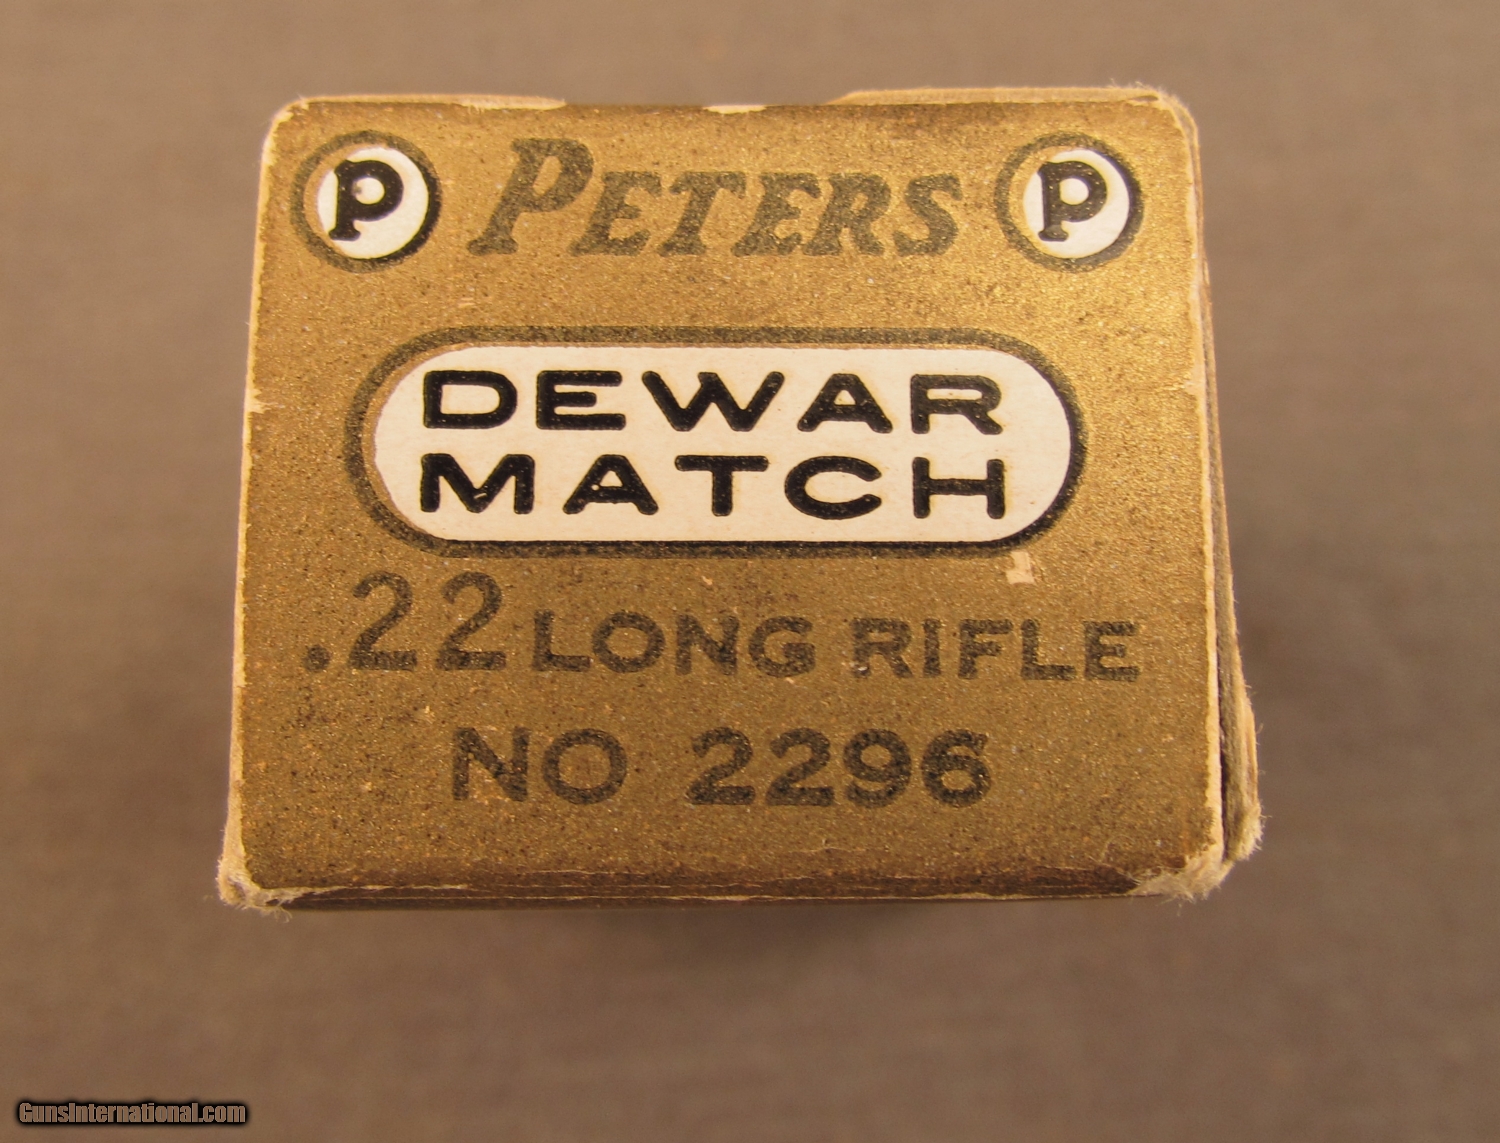 P PETERS P
DEWAR
MATCH
.22 LONG RIFLE
NO 2296
GunsInternational.com